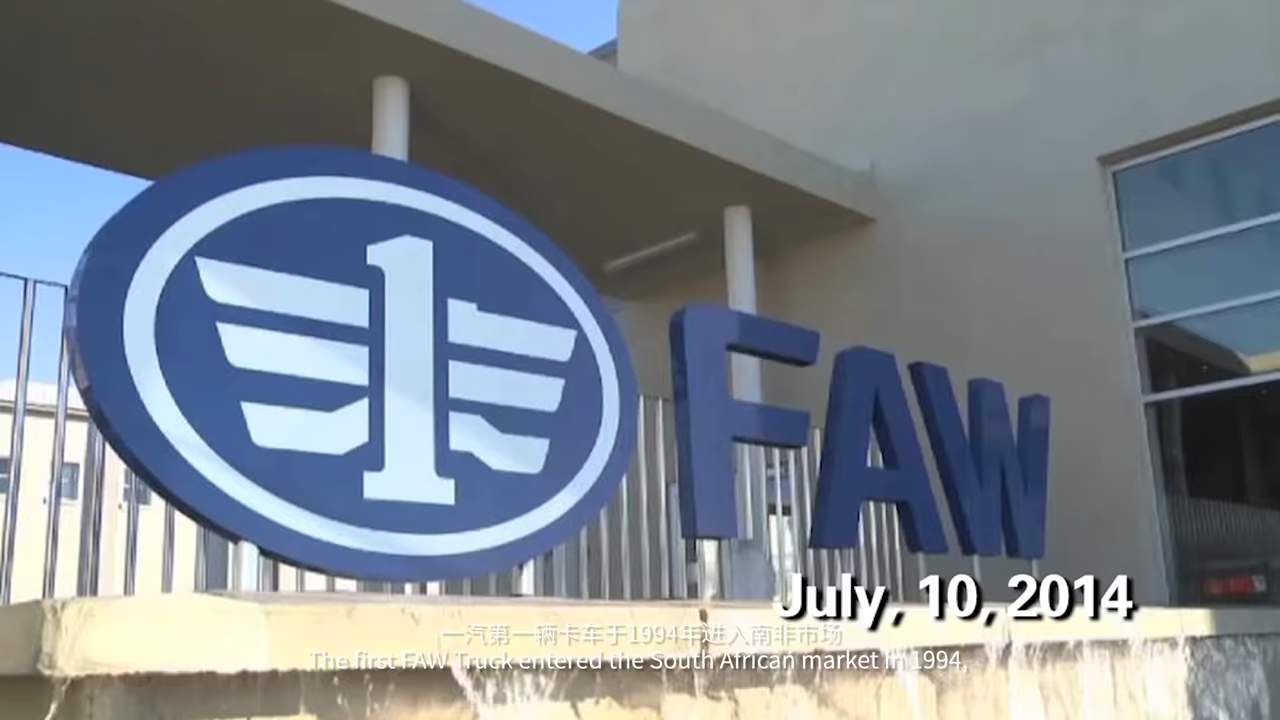 1
FAW
July, 10, 2014
一汽第一辆卡车于1994年进入南非市场
The first FAW Truck entered the South African market in 1994,